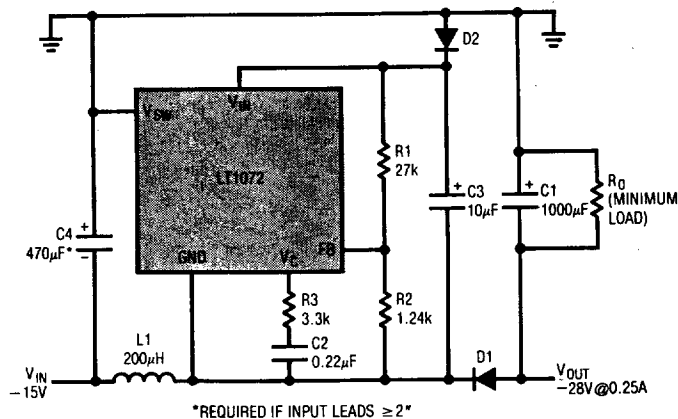 D2
V_SW
V_IN
LT1072
R1
27k
C3
10µF
C1
1000µF
R_O
(MINIMUM
LOAD)
C4
470µF*
GND
V_C
FB
R3
3.3k
R2
1.24k
C2
0.22µF
L1
200µH
D1
V_IN
−15V
V_OUT
−28V@0.25A
*REQUIRED IF INPUT LEADS ≥2"